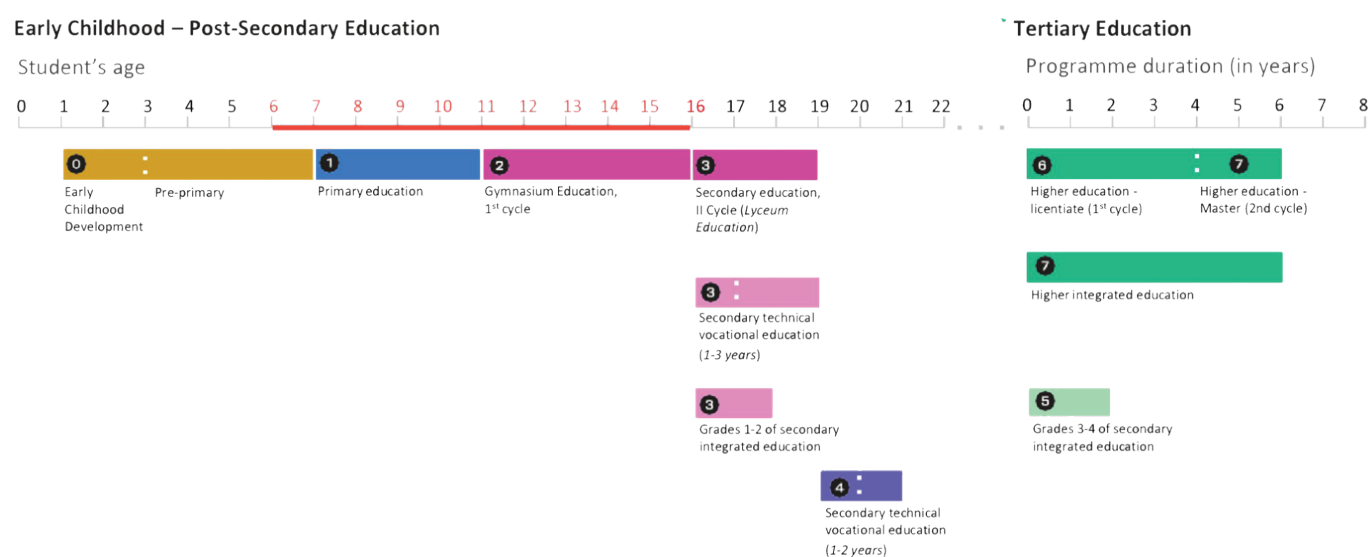 Early Childhood – Post-Secondary Education
Tertiary Education
Student's age
Programme duration (in years)
0 1 2 3 4 5 6 7 8 9 10 11 12 13 14 15 16 17 18 19 20 21 22
0 1 2 3 4 5 6 7 8
0
1
2
3
6
7
Early
Childhood
Development
Pre-primary
Primary education
Gymnasium Education,
1st cycle
Secondary education,
II Cycle (Lyceum
Education)
Higher education -
licentiate (1st cycle)
Higher education -
Master (2nd cycle)
7
Higher integrated education
3
Secondary technical
vocational education
(1-3 years)
3
Grades 1-2 of secondary
integrated education
5
Grades 3-4 of secondary
integrated education
4
Secondary technical
vocational education
(1-2 years)